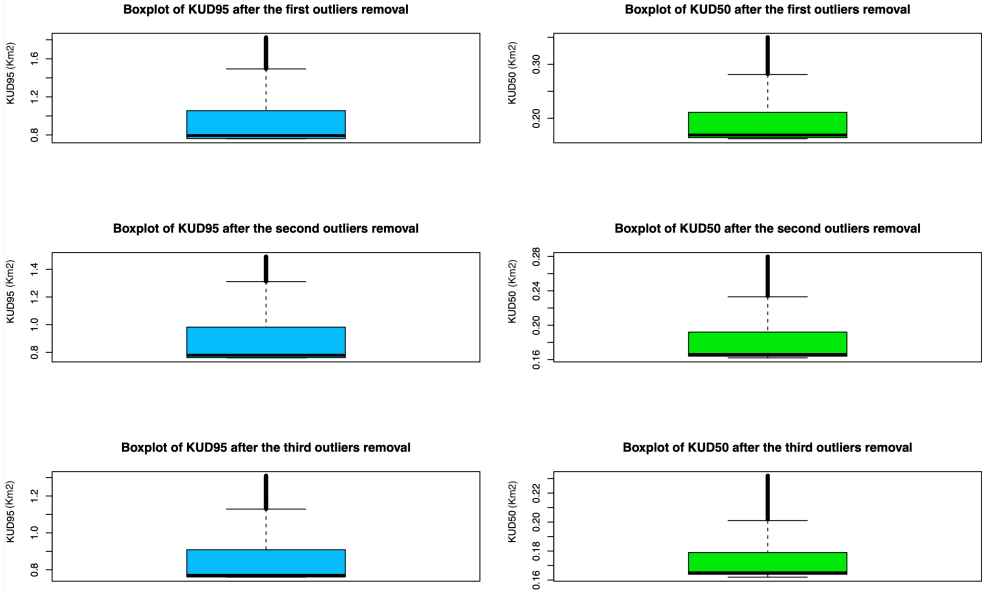 Boxplot of KUD95 after the first outliers removal
KUD95 (Km2)
1.6
1.2
0.8
Boxplot of KUD50 after the first outliers removal
KUD50 (Km2)
0.30
0.20
Boxplot of KUD95 after the second outliers removal
KUD95 (Km2)
1.4
1.2
1.0
0.8
Boxplot of KUD50 after the second outliers removal
KUD50 (Km2)
0.28
0.24
0.20
0.16
Boxplot of KUD95 after the third outliers removal
KUD95 (Km2)
1.2
1.0
0.8
Boxplot of KUD50 after the third outliers removal
KUD50 (Km2)
0.22
0.20
0.18
0.16